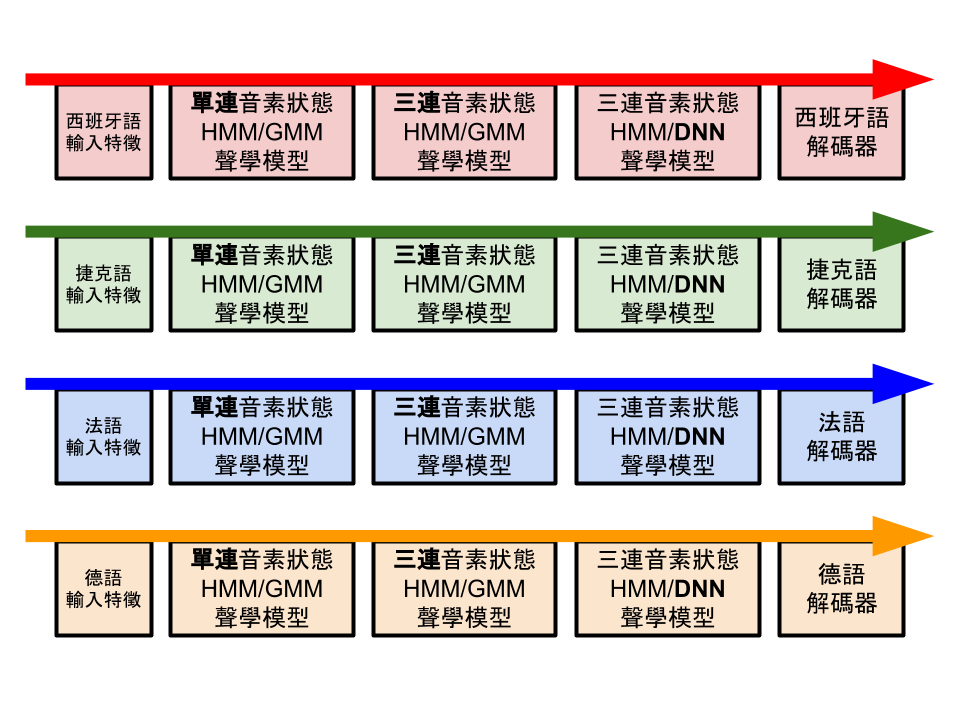 西班牙語
輸入特徵
單連音素狀態
HMM/GMM
聲學模型
三連音素狀態
HMM/GMM
聲學模型
三連音素狀態
HMM/DNN
聲學模型
西班牙語
解碼器
捷克語
輸入特徵
單連音素狀態
HMM/GMM
聲學模型
三連音素狀態
HMM/GMM
聲學模型
三連音素狀態
HMM/DNN
聲學模型
捷克語
解碼器
法語
輸入特徵
單連音素狀態
HMM/GMM
聲學模型
三連音素狀態
HMM/GMM
聲學模型
三連音素狀態
HMM/DNN
聲學模型
法語
解碼器
德語
輸入特徵
單連音素狀態
HMM/GMM
聲學模型
三連音素狀態
HMM/GMM
聲學模型
三連音素狀態
HMM/DNN
聲學模型
德語
解碼器